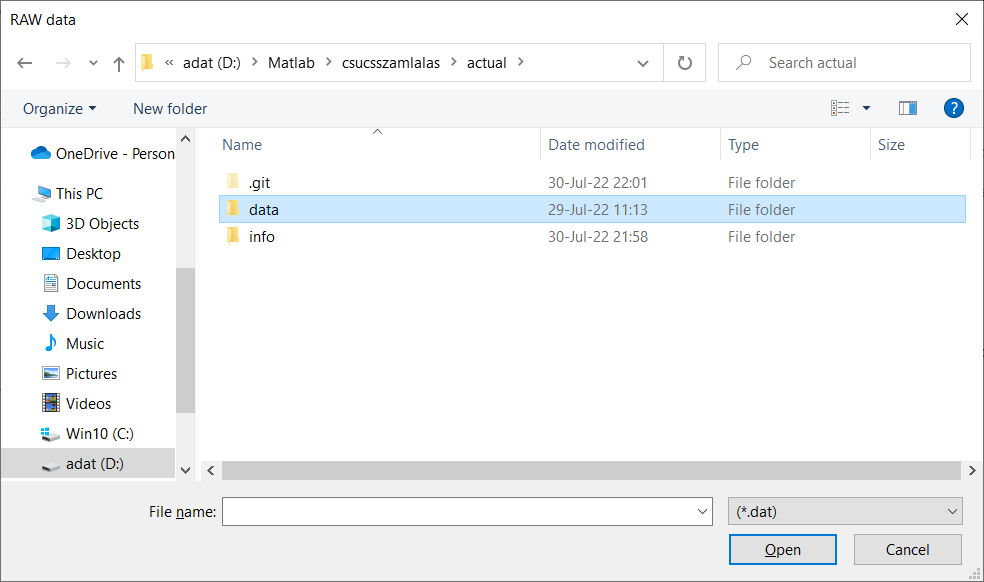 RAW data
« adat (D:) > Matlab > csucsszamlalas > actual >
Search actual
Organize
New folder
?
Name
Date modified
Type
Size
OneDrive - Person
This PC
3D Objects
Desktop
Documents
Downloads
Music
Pictures
Videos
Win10 (C:)
adat (D:)
.git 30-Jul-22 22:01 File folder
data 29-Jul-22 11:13 File folder
info 30-Jul-22 21:58 File folder
File name:
(*.dat)
Open
Cancel